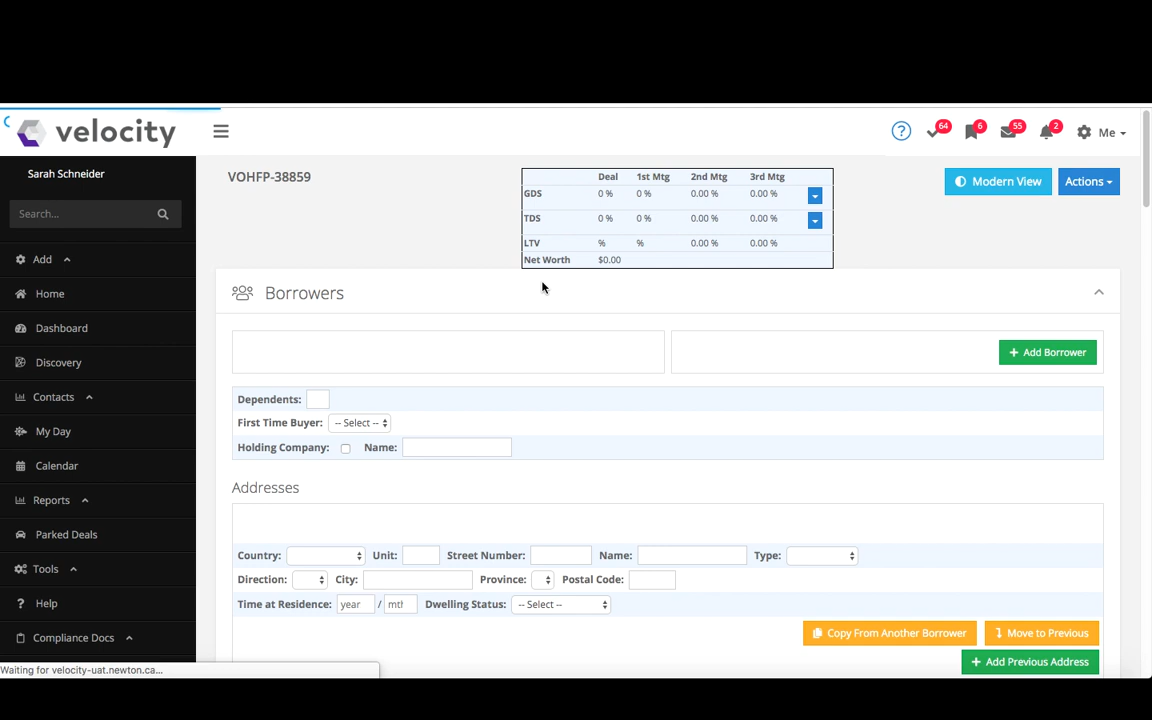 velocity
64 6 55 2 Me
Sarah Schneider
Search...
Add
Home
Dashboard
Discovery
Contacts
My Day
Calendar
Reports
Parked Deals
Tools
? Help
Compliance Docs
Waiting for velocity-uat.newton.ca...
VOHFP-38859
Deal 1st Mtg 2nd Mtg 3rd Mtg
GDS 0 % 0 % 0.00 % 0.00 %
TDS 0 % 0 % 0.00 % 0.00 %
LTV % % 0.00 % 0.00 %
Net Worth $0.00
Modern View Actions
Borrowers
+ Add Borrower
Dependents:
First Time Buyer: -- Select --
Holding Company: Name:
Addresses
Country: Unit: Street Number: Name: Type:
Direction: City: Province: Postal Code:
Time at Residence: year / mth Dwelling Status: -- Select --
Copy From Another Borrower Move to Previous
+ Add Previous Address